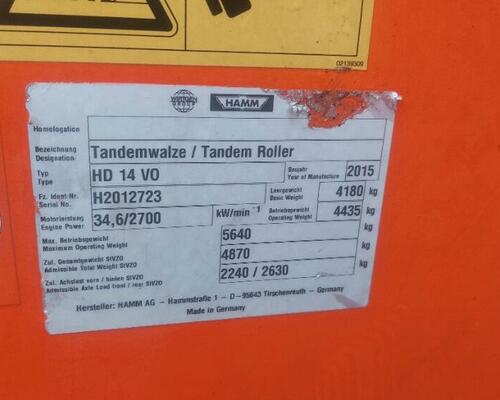 02139309
WIRTGEN GROUP HAMM
Homologation
Bezeichnung
Designation: Tandemwalze / Tandem Roller
Typ
Type HD 14 VO Baujahr
Year of Manufacture 2015
Fz. Ident Nr.
Serial No. H2012723 Leergewicht
Basic Weight 4180 kg
Motorleistung
Engine Power 34,6/2700 kW/min⁻¹ Betriebsgewicht
Operating Weight 4435 kg
Max. Betriebsgewicht
Maximum Operating Weight 5640 kg
Zul. Gesamtgewicht StVZO
Admissible Total Weight StVZO 4870 kg
Zul. Achslast vorn / hinten StVZO
Admissible Axle Load front / rear StVZO 2240 / 2630 kg
Hersteller: HAMM AG – Hammstraße 1 – D–95643 Tirschenreuth – Germany
Made in Germany